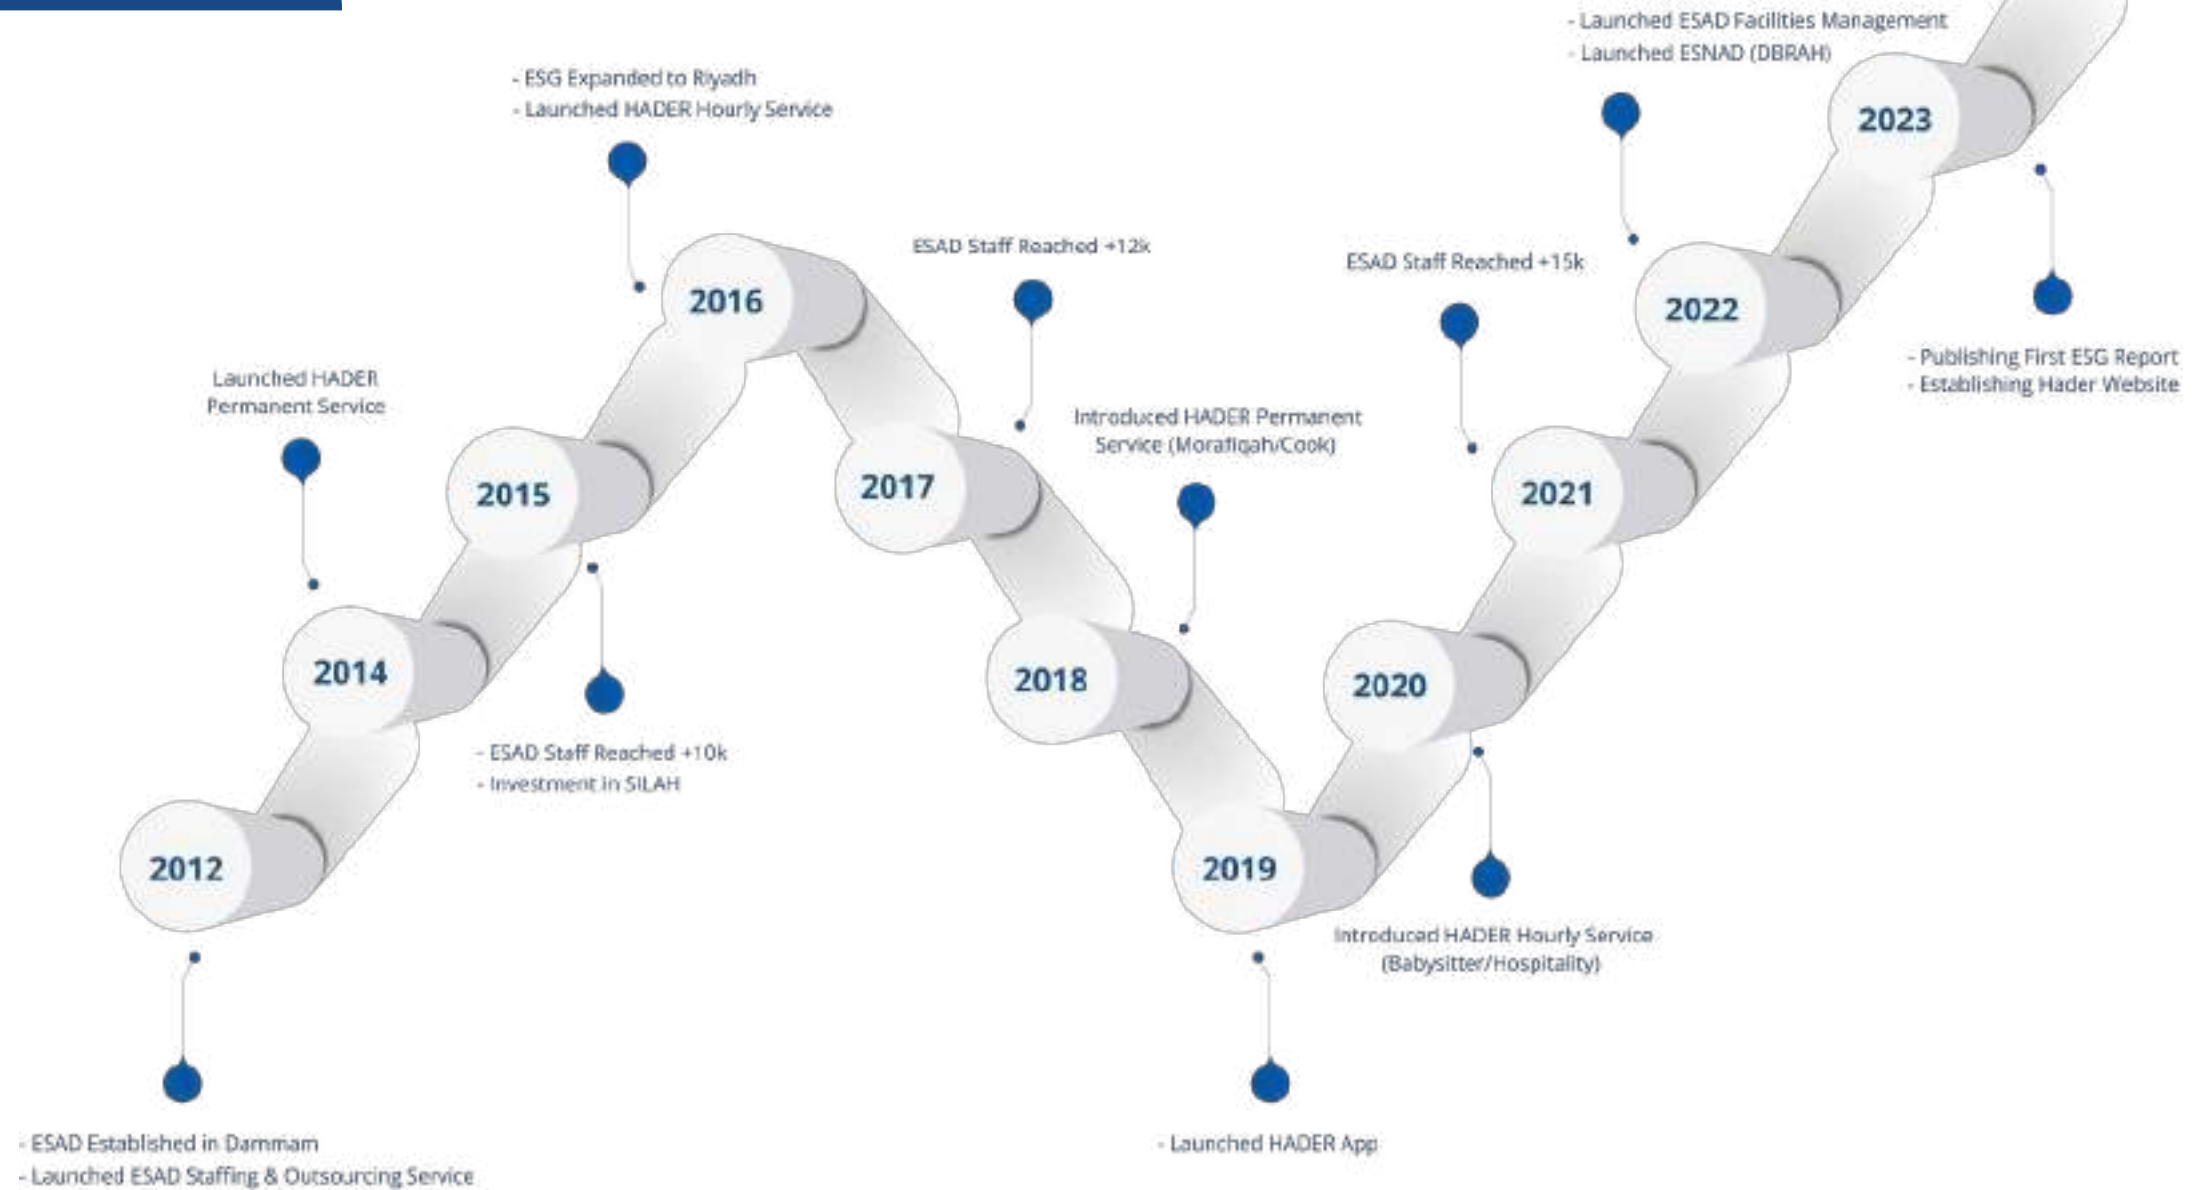 2012
- ESAD Established in Dammam
- Launched ESAD Staffing & Outsourcing Service
2014
Launched HADER
Permanent Service
2015
- ESAD Staff Reached +10k
- Investment in SILAH
2016
- ESG Expanded to Riyadh
- Launched HADER Hourly Service
2017
ESAD Staff Reached +12k
2018
Introduced HADER Permanent
Service (Morafiqah/Cook)
2019
- Launched HADER App
2020
Introduced HADER Hourly Service
(Babysitter/Hospitality)
2021
ESAD Staff Reached +15k
2022
- Launched ESAD Facilities Management
- Launched ESNAD (DBRAH)
2023
- Publishing First ESG Report
- Establishing Hader Website